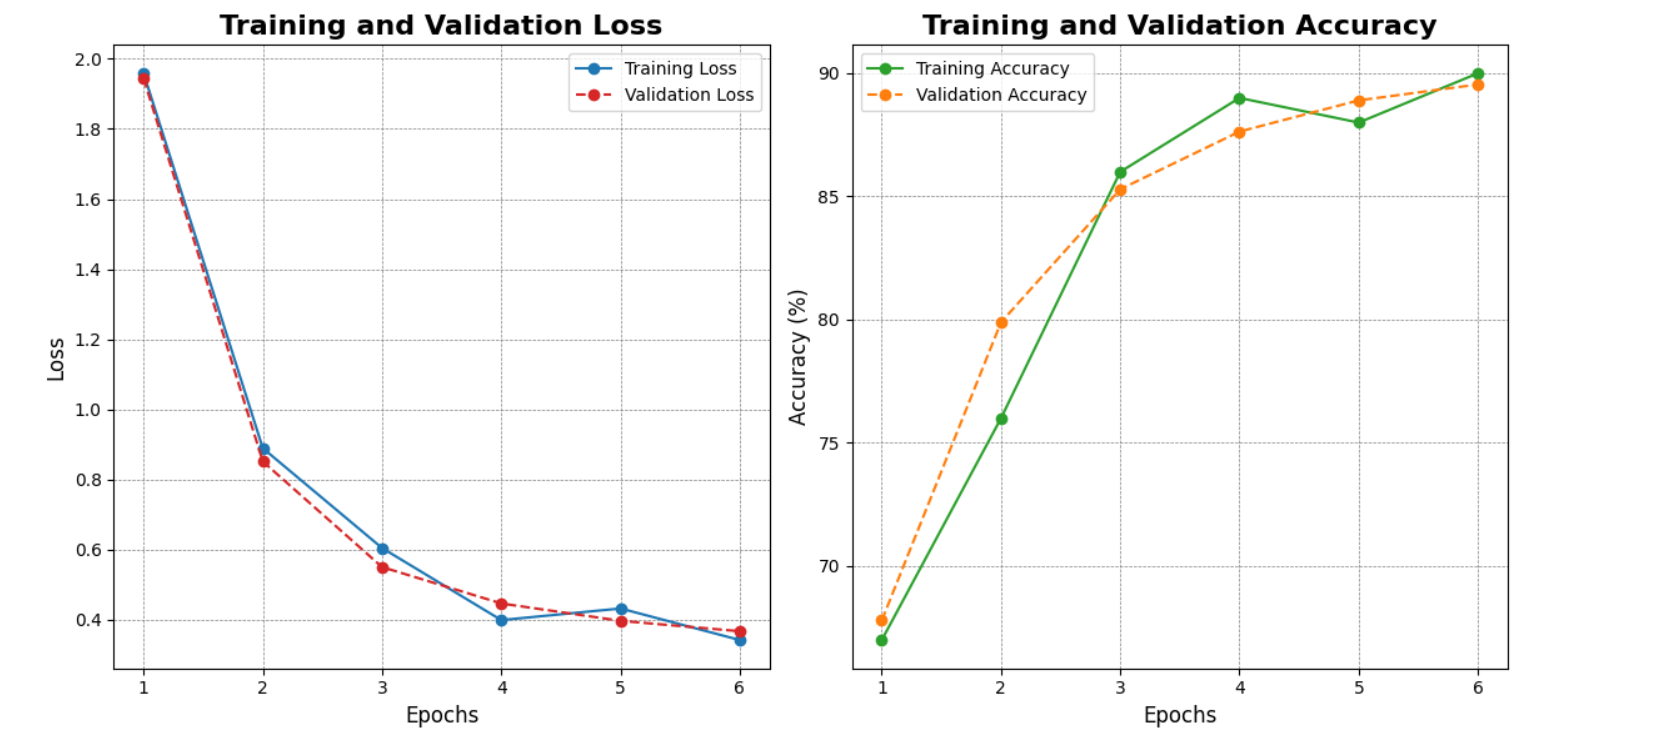 Training and Validation Loss
Training Loss
Validation Loss
2.0
1.8
1.6
1.4
1.2
1.0
0.8
0.6
0.4
Loss
1 2 3 4 5 6
Epochs
Training and Validation Accuracy
Training Accuracy
Validation Accuracy
90
85
80
75
70
Accuracy (%)
1 2 3 4 5 6
Epochs